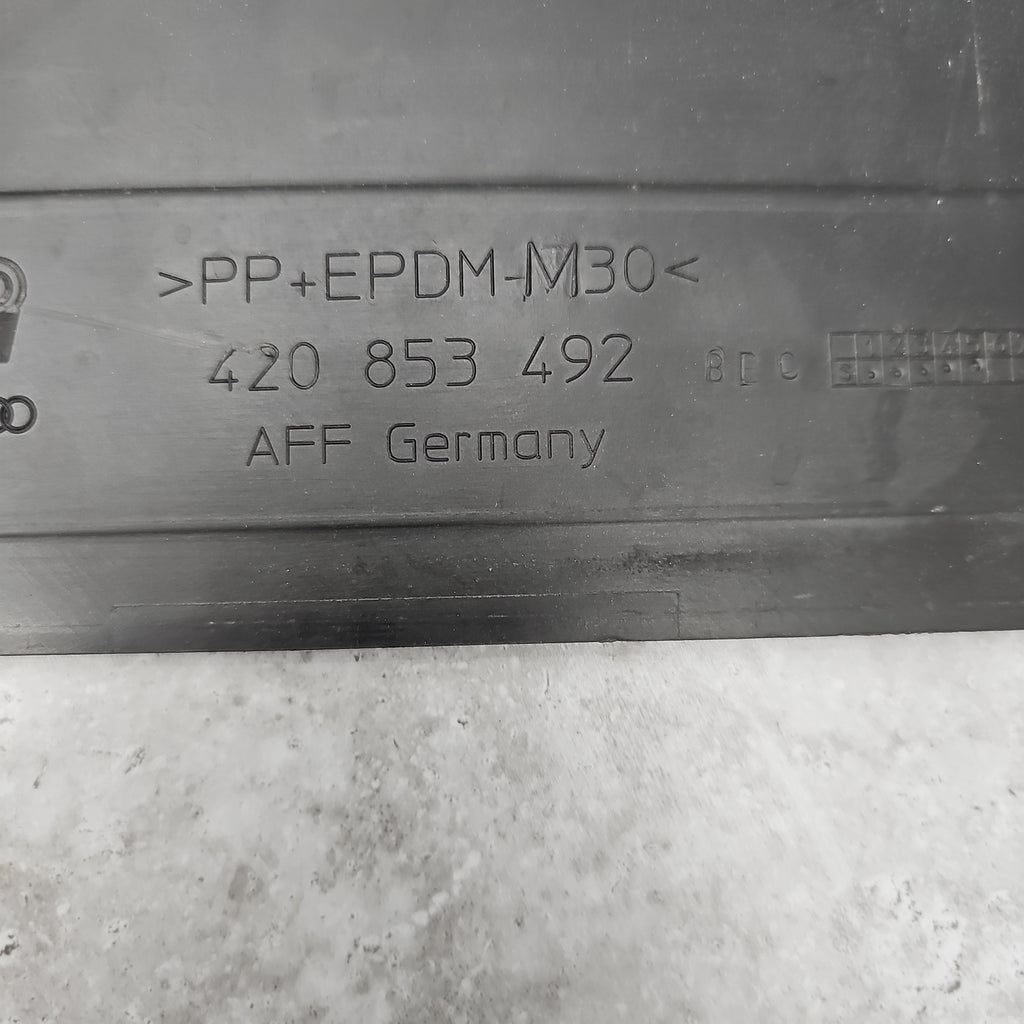 >PP+EPDM-M30<
420 853 492
AFF Germany